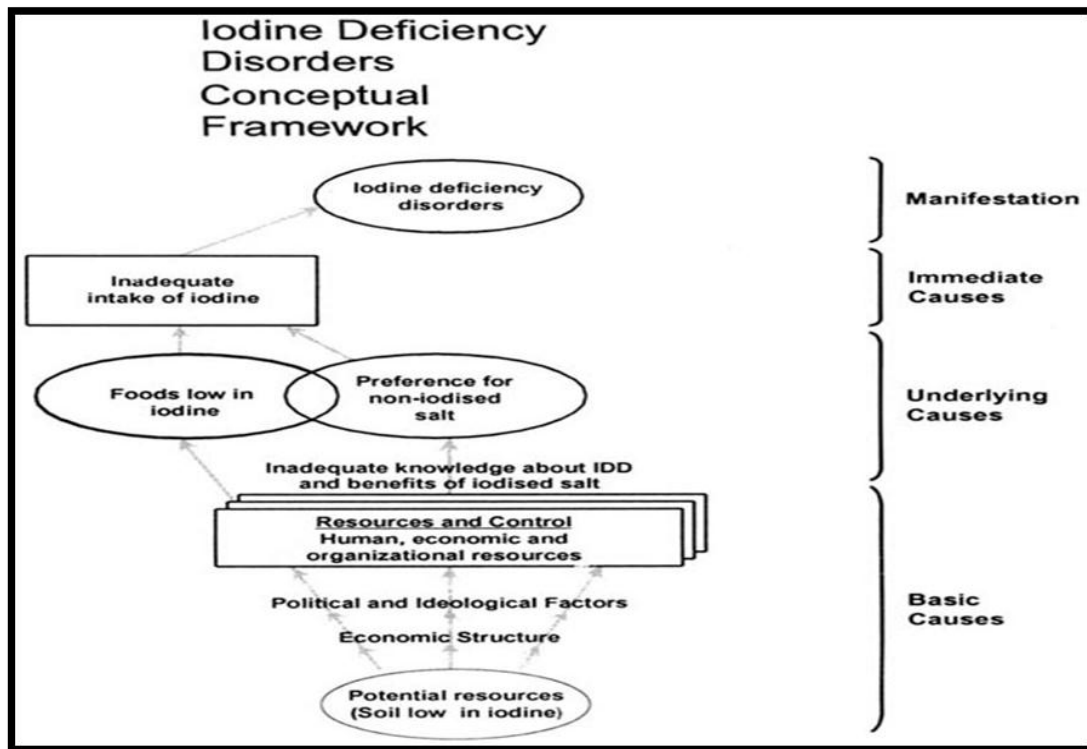 Iodine Deficiency
Disorders
Conceptual
Framework
Iodine deficiency
disorders
Manifestation
Inadequate
intake of iodine
Immediate
Causes
Foods low in
iodine
Preference for
non-iodised
salt
Underlying
Causes
Inadequate knowledge about IDD
and benefits of iodised salt
Resources and Control
Human, economic and
organizational resources
Political and Ideological Factors
Economic Structure
Basic
Causes
Potential resources
(Soil low in iodine)